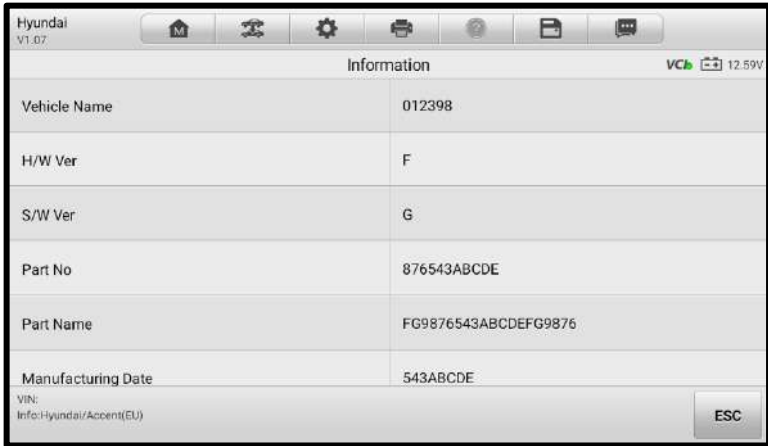 Hyundai
V1.07
M
Information
VCI 12.59V
Vehicle Name 012398
H/W Ver F
S/W Ver G
Part No 876543ABCDE
Part Name FG9876543ABCDEFG9876
Manufacturing Date 543ABCDE
VIN:
Info:Hyundai/Accent(EU)
ESC